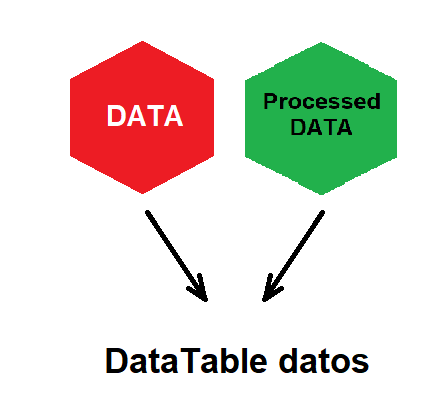 DATA
Processed
DATA
DataTable datos